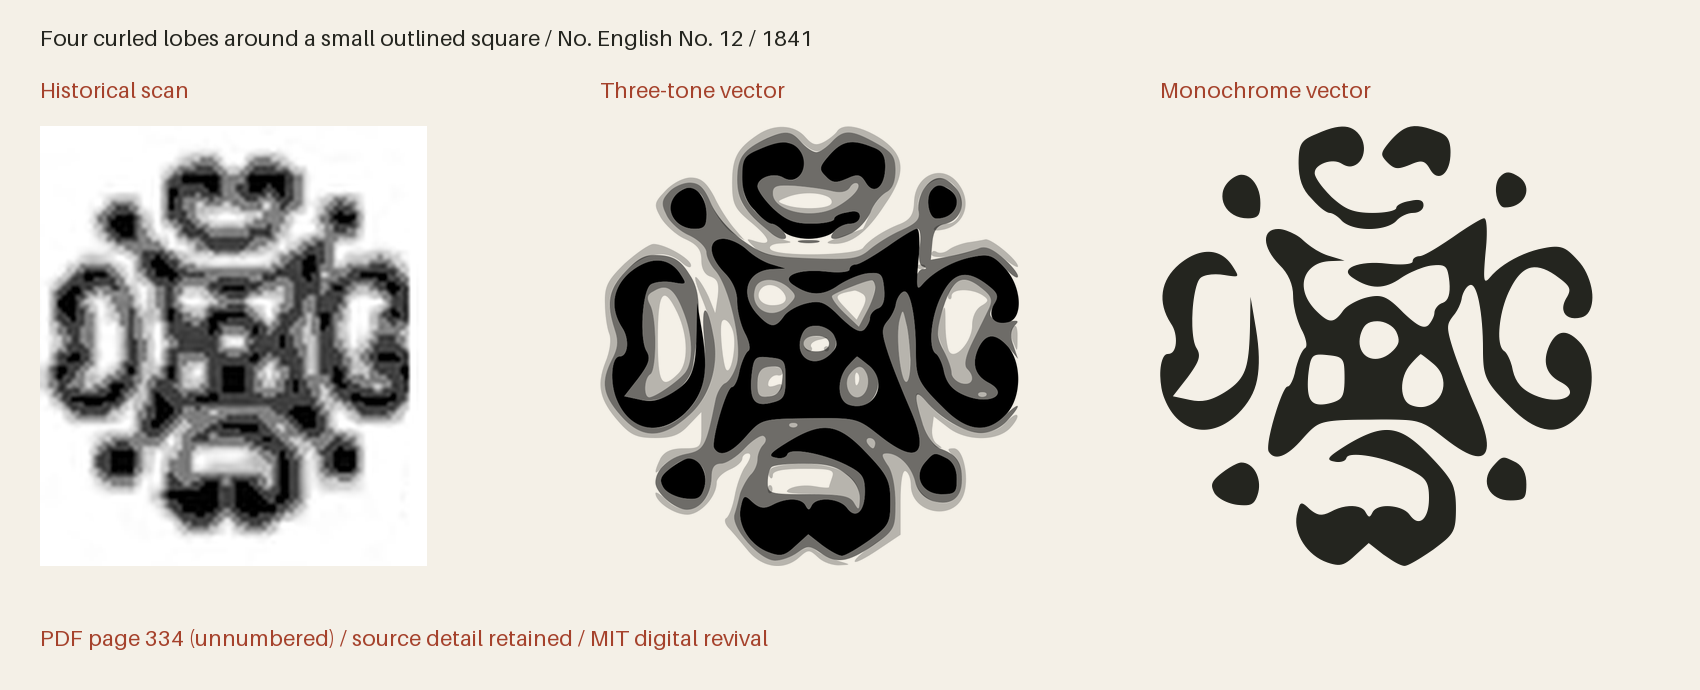 Four curled lobes around a small outlined square / No. English No. 12 / 1841
Historical scan
Three-tone vector
Monochrome vector
PDF page 334 (unnumbered) / source detail retained / MIT digital revival